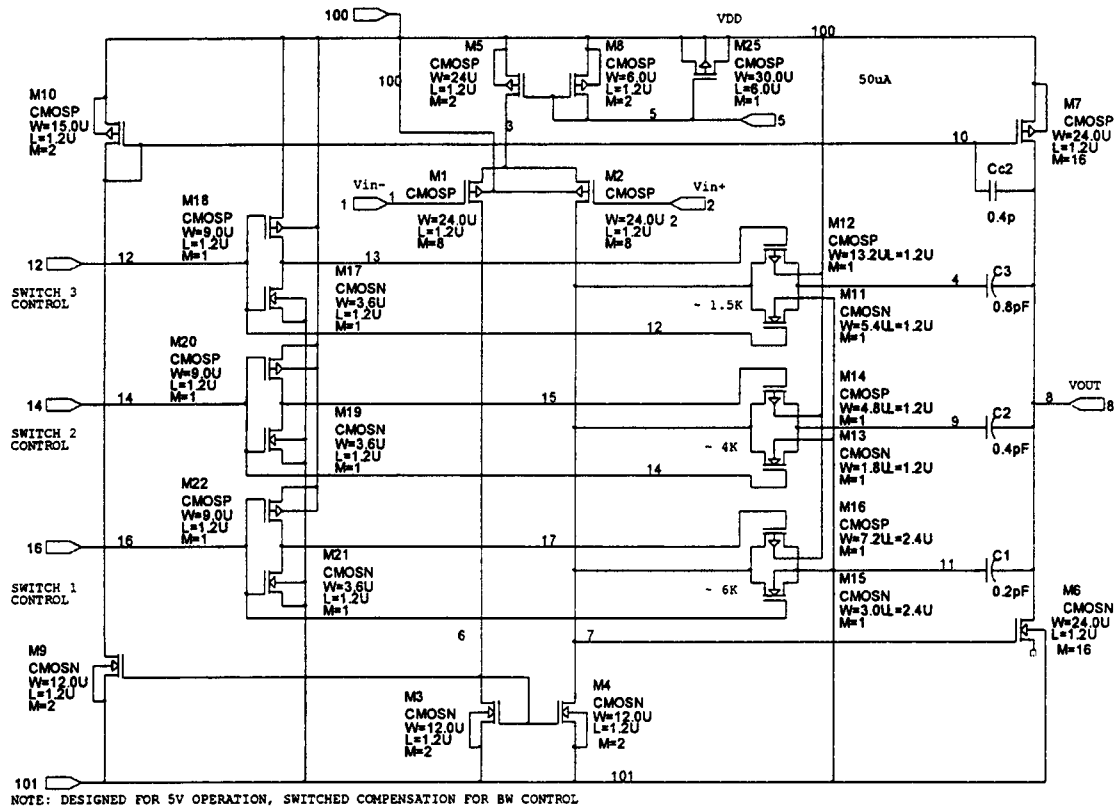 100
VDD
100
M5
CMOSP
W=24U
L=1.2U
M=2
M8
CMOSP
W=6.0U
L=1.2U
M=2
M25
CMOSP
W=30.0U
L=6.0U
M=1
100
50uA
M10
CMOSP
W=15.0U
L=1.2U
M=2
3
5
5
10
M7
CMOSP
W=24.0U
L=1.2U
M=16
Cc2
0.4p
Vin-
1
1
M1
CMOSP
W=24.0U
L=1.2U
M=8
M2
CMOSP
W=24.0U
L=1.2U
M=8
Vin+
2
2
M18
CMOSP
W=9.0U
L=1.2U
M=1
12
12
SWITCH 3
CONTROL
13
M17
CMOSN
W=3.6U
L=1.2U
M=1
M12
CMOSP
W=13.2UL=1.2U
M=1
~ 1.5K
M11
CMOSN
W=5.4UL=1.2U
M=1
12
4
C3
0.8pF
M20
CMOSP
W=9.0U
L=1.2U
M=1
14
14
SWITCH 2
CONTROL
15
M19
CMOSN
W=3.6U
L=1.2U
M=1
M14
CMOSP
W=4.8UL=1.2U
M=1
~ 4K
M13
CMOSN
W=1.8UL=1.2U
M=1
14
9
C2
0.4pF
VOUT
8
8
M22
CMOSP
W=9.0U
L=1.2U
M=1
16
16
SWITCH 1
CONTROL
17
M21
CMOSN
W=3.6U
L=1.2U
M=1
M16
CMOSP
W=7.2UL=2.4U
M=1
~ 6K
M15
CMOSN
W=3.0UL=2.4U
M=1
11
C1
0.2pF
M6
CMOSN
W=24.0U
L=1.2U
M=16
6
7
M9
CMOSN
W=12.0U
L=1.2U
M=2
M3
CMOSN
W=12.0U
L=1.2U
M=2
M4
CMOSN
W=12.0U
L=1.2U
M=2
101
101
NOTE: DESIGNED FOR 5V OPERATION, SWITCHED COMPENSATION FOR BW CONTROL